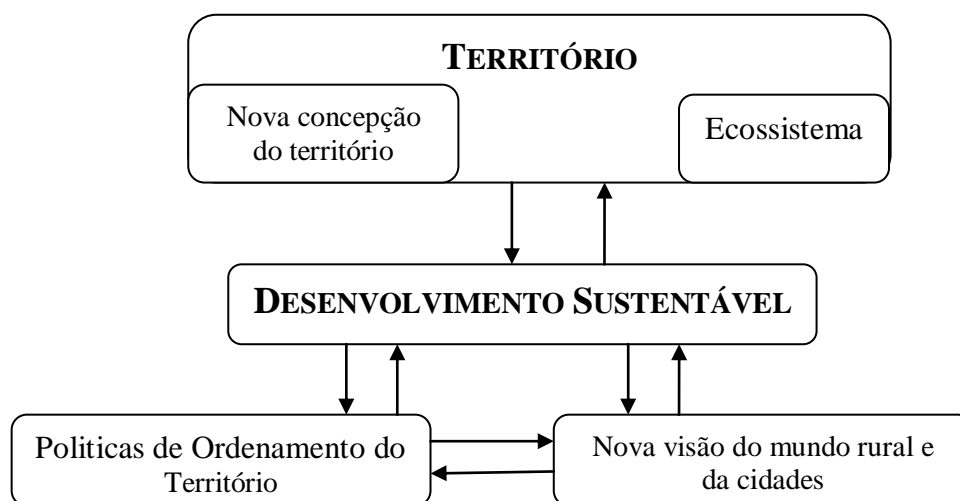 TERRITÓRIO
Nova concepção
do território
Ecossistema
DESENVOLVIMENTO SUSTENTÁVEL
Politicas de Ordenamento do
Território
Nova visão do mundo rural e
da cidades